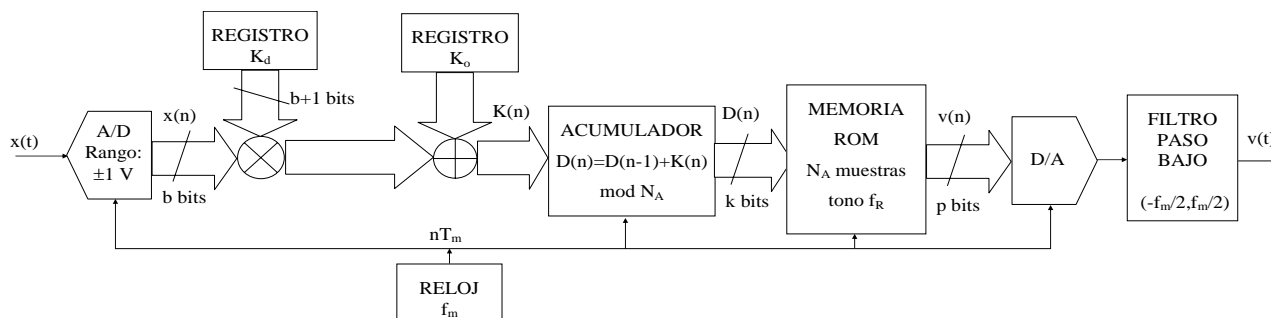 REGISTRO
K_d
REGISTRO
K_o
b+1 bits
x(t)
A/D
Rango:
±1 V
x(n)
b bits
K(n)
ACUMULADOR
D(n)=D(n-1)+K(n)
mod N_A
D(n)
k bits
MEMORIA
ROM
N_A muestras
tono f_R
v(n)
p bits
D/A
FILTRO
PASO
BAJO
(-f_m/2,f_m/2)
v(t)
nT_m
RELOJ
f_m